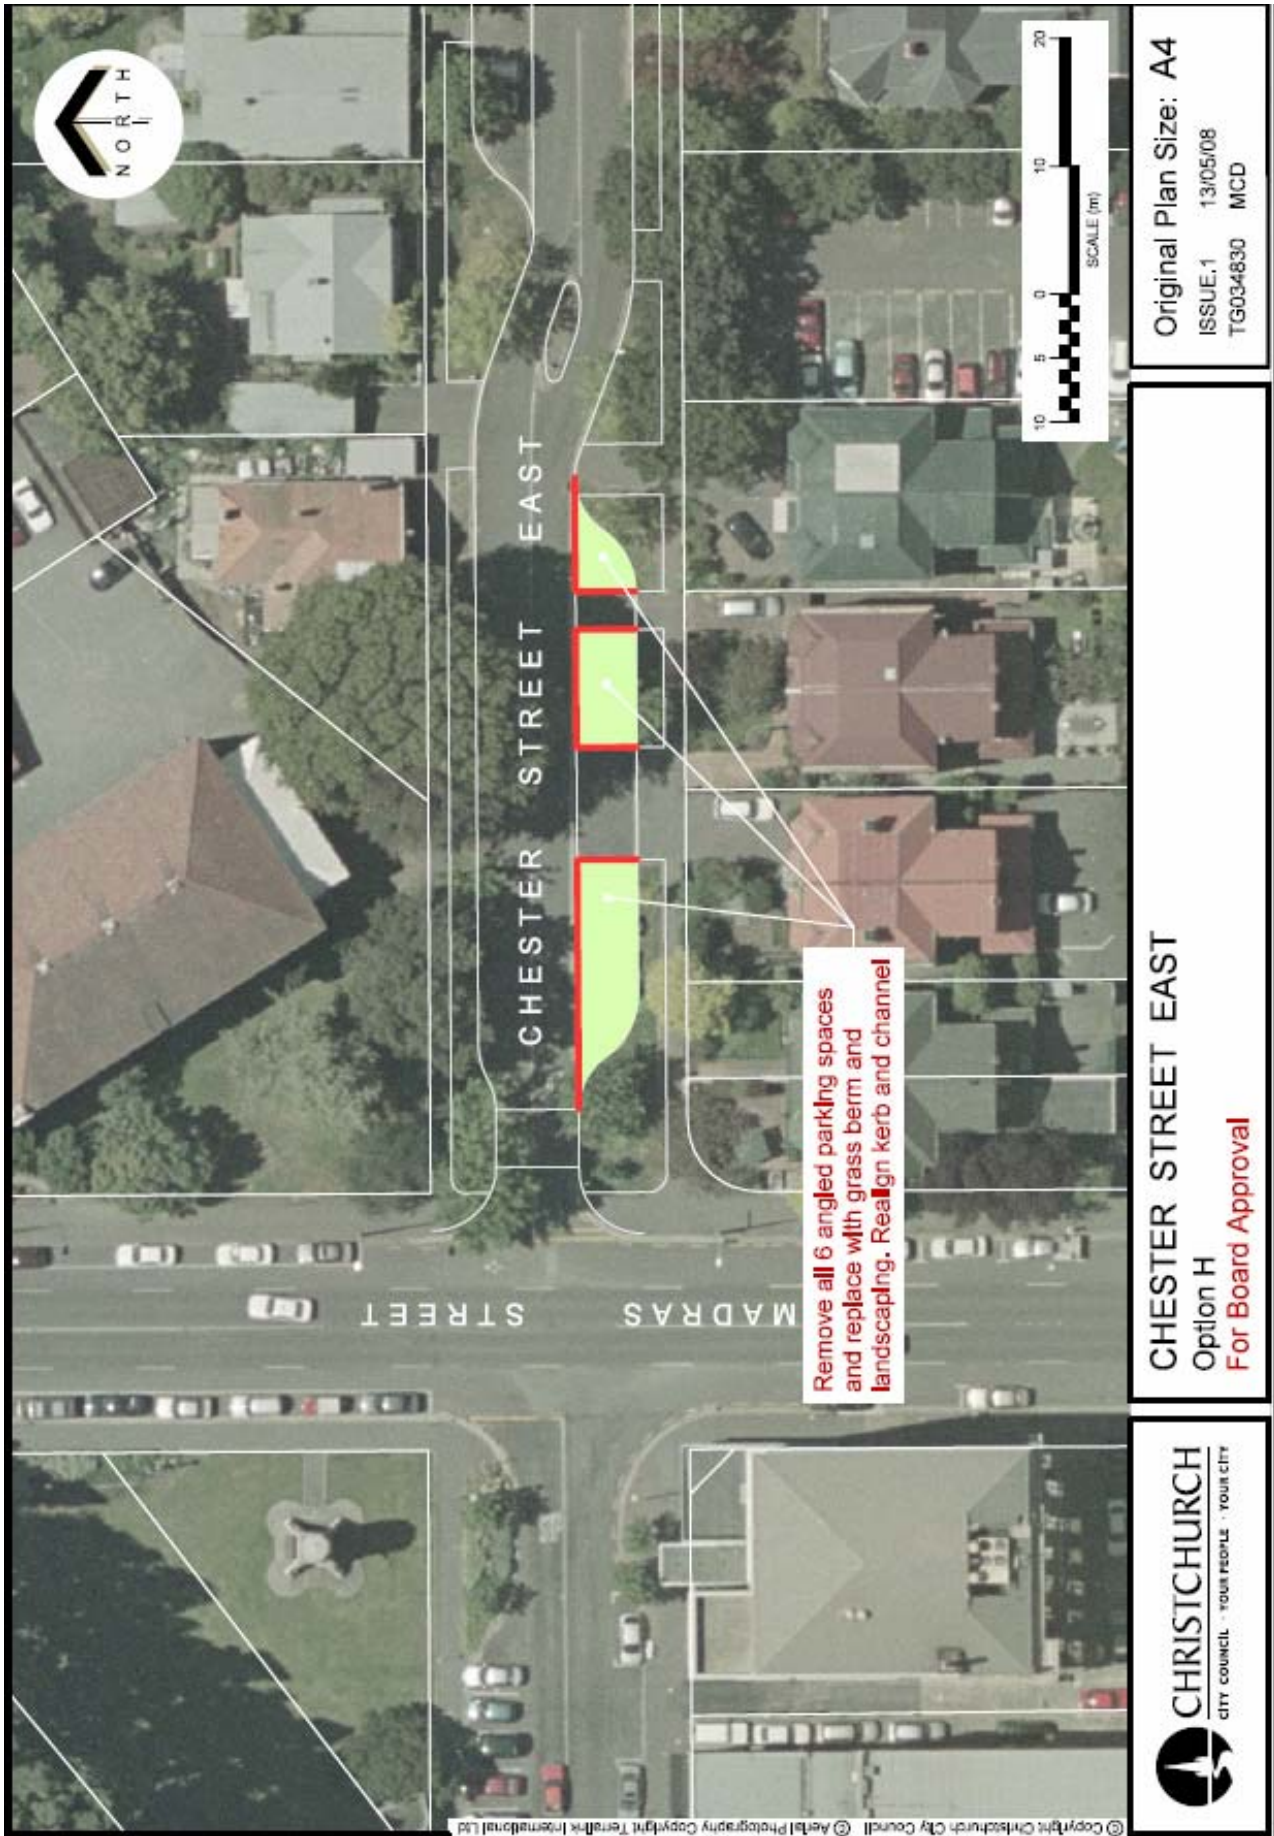 NORTH
CHESTER STREET EAST
MADRAS STREET
Remove all 6 angled parking spaces
and replace with grass berm and
landscaping. Realign kerb and channel
10 5 0 10 20
SCALE (m)
© Copyright Christchurch City Council © Aerial Photography Copyright Terralink International Ltd
CHRISTCHURCH
CITY COUNCIL · YOUR PEOPLE · YOUR CITY
CHESTER STREET EAST
Option H
For Board Approval
Original Plan Size: A4
ISSUE.1 13/05/08
TG034830 MCD